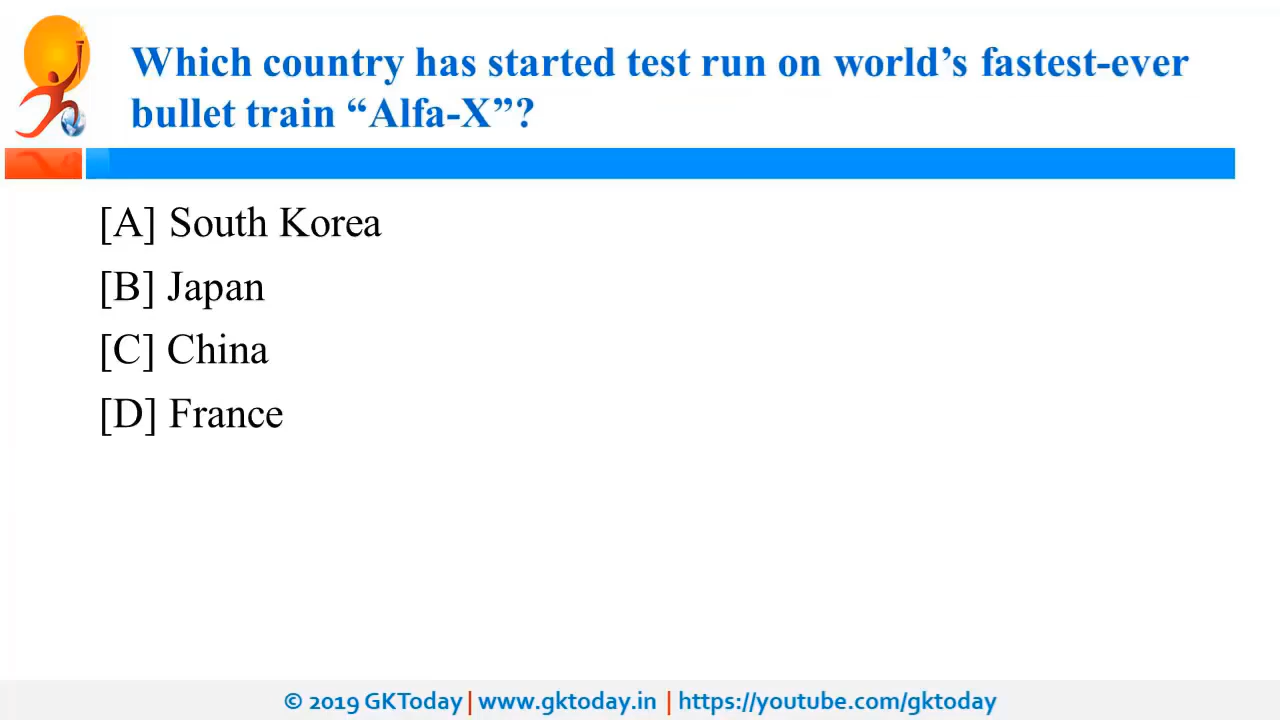 Which country has started test run on world’s fastest-ever
bullet train “Alfa-X”?
[A] South Korea
[B] Japan
[C] China
[D] France
© 2019 GKToday | www.gktoday.in | https://youtube.com/gktoday